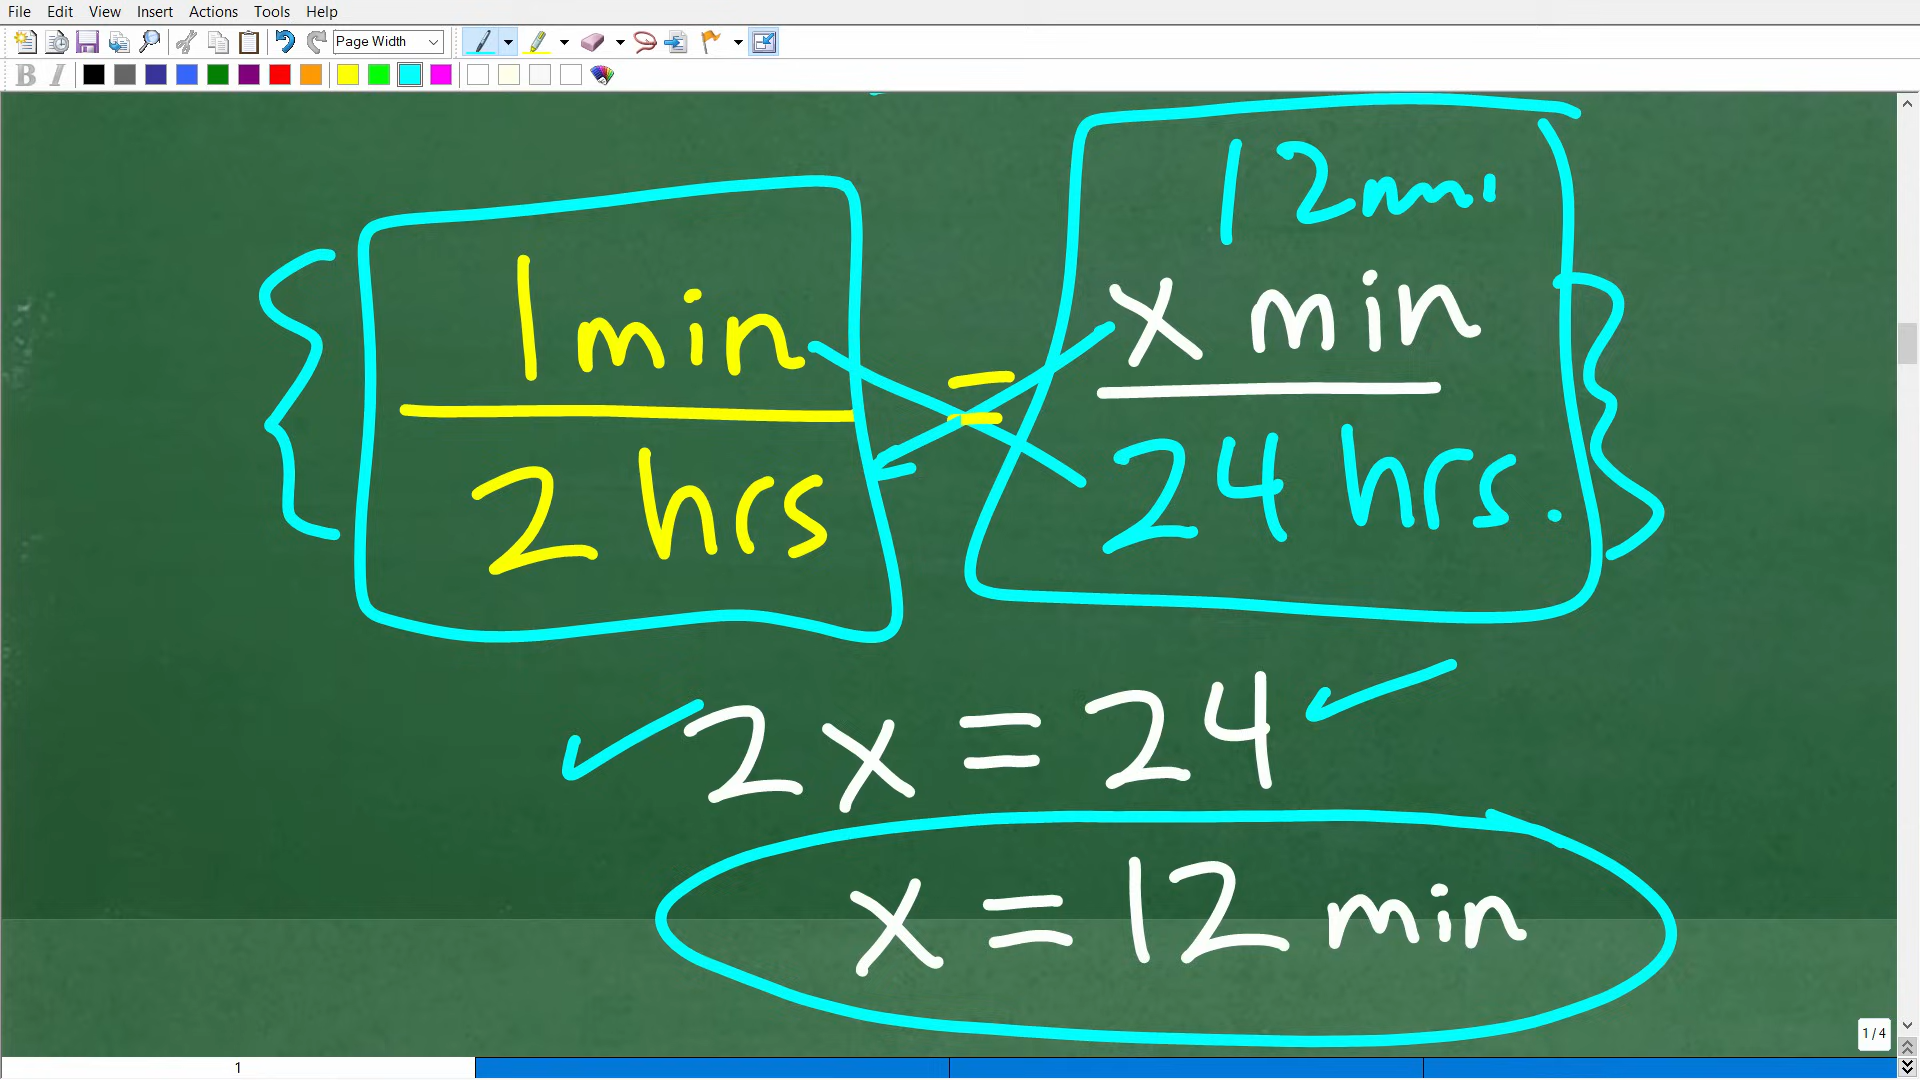 File Edit View Insert Actions Tools Help
Page Width
B I
12 min
1 min = x min
2 hrs 24 hrs.
2x = 24
x = 12 min
1 / 4
1